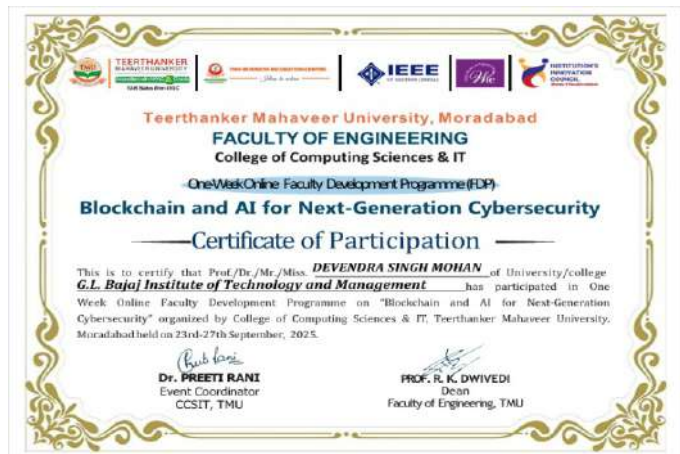 TEERTHANKER
MAHAVEER UNIVERSITY
IEEE
Wie
INSTITUTION'S
INNOVATION
COUNCIL
Teerthanker Mahaveer University, Moradabad
FACULTY OF ENGINEERING
College of Computing Sciences & IT
One-Week Online Faculty Development Programme (FDP)
Blockchain and AI for Next-Generation Cybersecurity
Certificate of Participation
This is to certify that Prof./Dr./Mr./Miss. DEVENDRA SINGH MOHAN of University/college
G.L. Bajaj Institute of Technology and Management has participated in One
Week Online Faculty Development Programme on "Blockchain and AI for Next-Generation
Cybersecurity" organized by College of Computing Sciences & IT, Teerthanker Mahaveer University,
Moradabad held on 23rd-27th September, 2025.
Dr. PREETI RANI
Event Coordinator
CCSIT, TMU
PROF. R. K. DWIVEDI
Dean
Faculty of Engineering, TMU